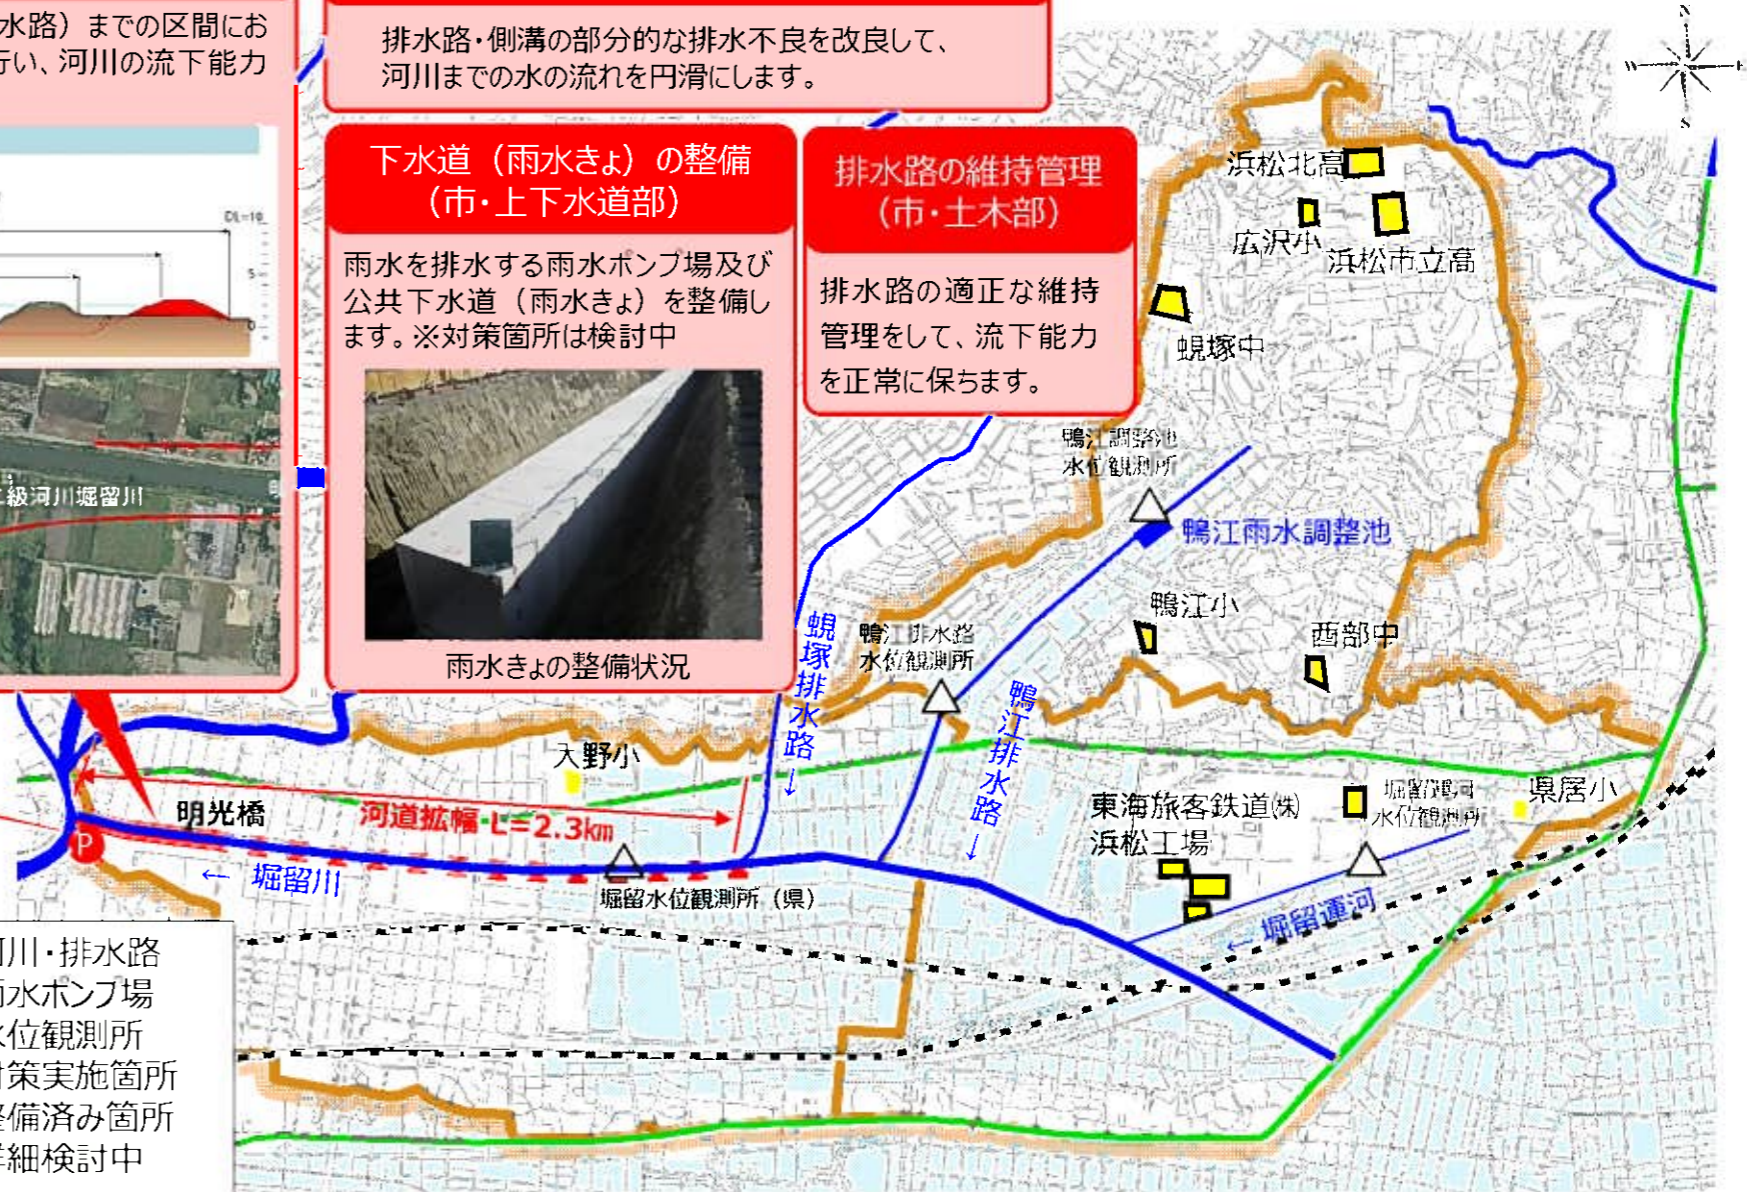 水路）までの区間にお
行い、河川の流下能力
排水路・側溝の部分的な排水不良を改良して、
河川までの水の流れを円滑にします。
下水道（雨水きょ）の整備
（市・上下水道部）
雨水を排水する雨水ポンプ場及び
公共下水道（雨水きょ）を整備し
ます。※対策箇所は検討中
雨水きょの整備状況
排水路の維持管理
（市・土木部）
排水路の適正な維持
管理をして、流下能力
を正常に保ちます。
DL=10
5
0
級河川堀留川
N
W
E
S
浜松北高
広沢小
浜松市立高
蜆塚中
鴨江調整池
水位観測所
鴨江雨水調整池
鴨江小
西部中
鴨江排水路
水位観測所
蜆塚排水路→
鴨江排水路→
入野小
明光橋
河道拡幅 L=2.3km
P
← 堀留川
堀留水位観測所（県）
東海旅客鉄道㈱
浜松工場
堀留運河
水位観測所
県居小
← 堀留運河
河川・排水路
雨水ポンプ場
水位観測所
対策実施箇所
整備済み箇所
詳細検討中